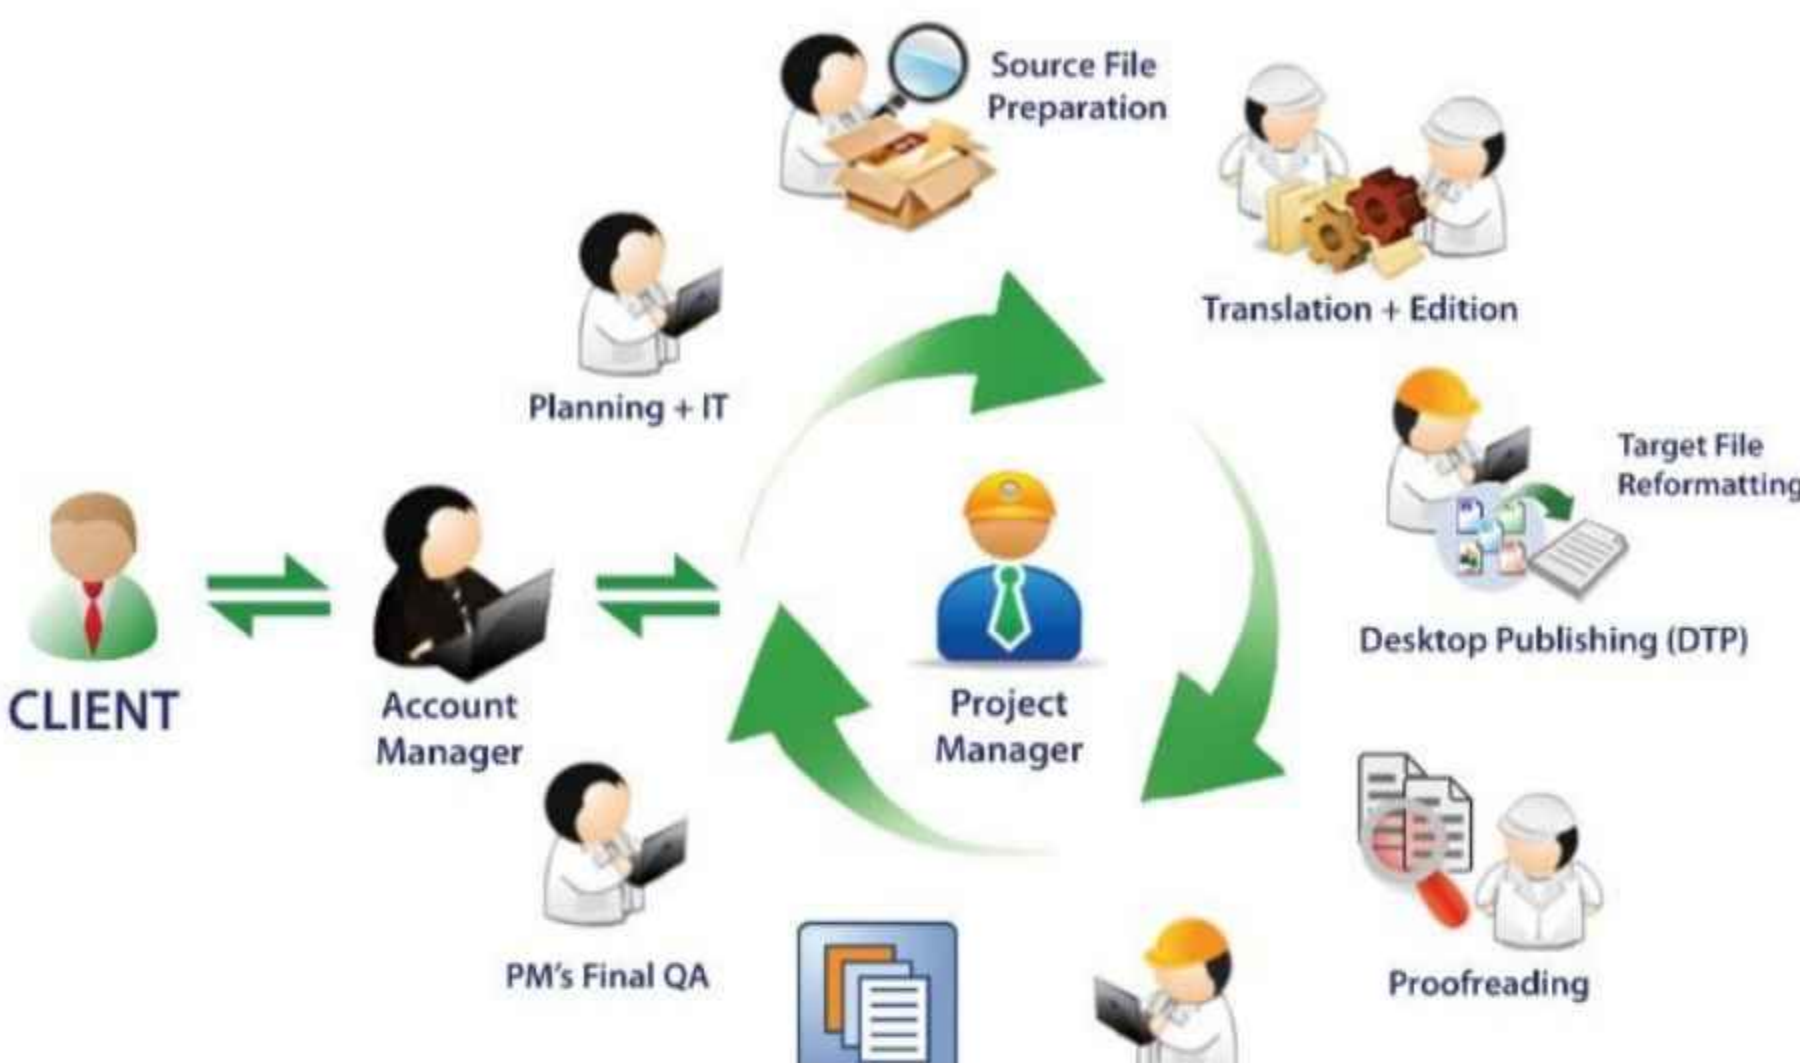 Source File
Preparation
Translation + Edition
Planning + IT
Target File
Reformatting
Desktop Publishing (DTP)
CLIENT
Account
Manager
Project
Manager
PM's Final QA
Proofreading